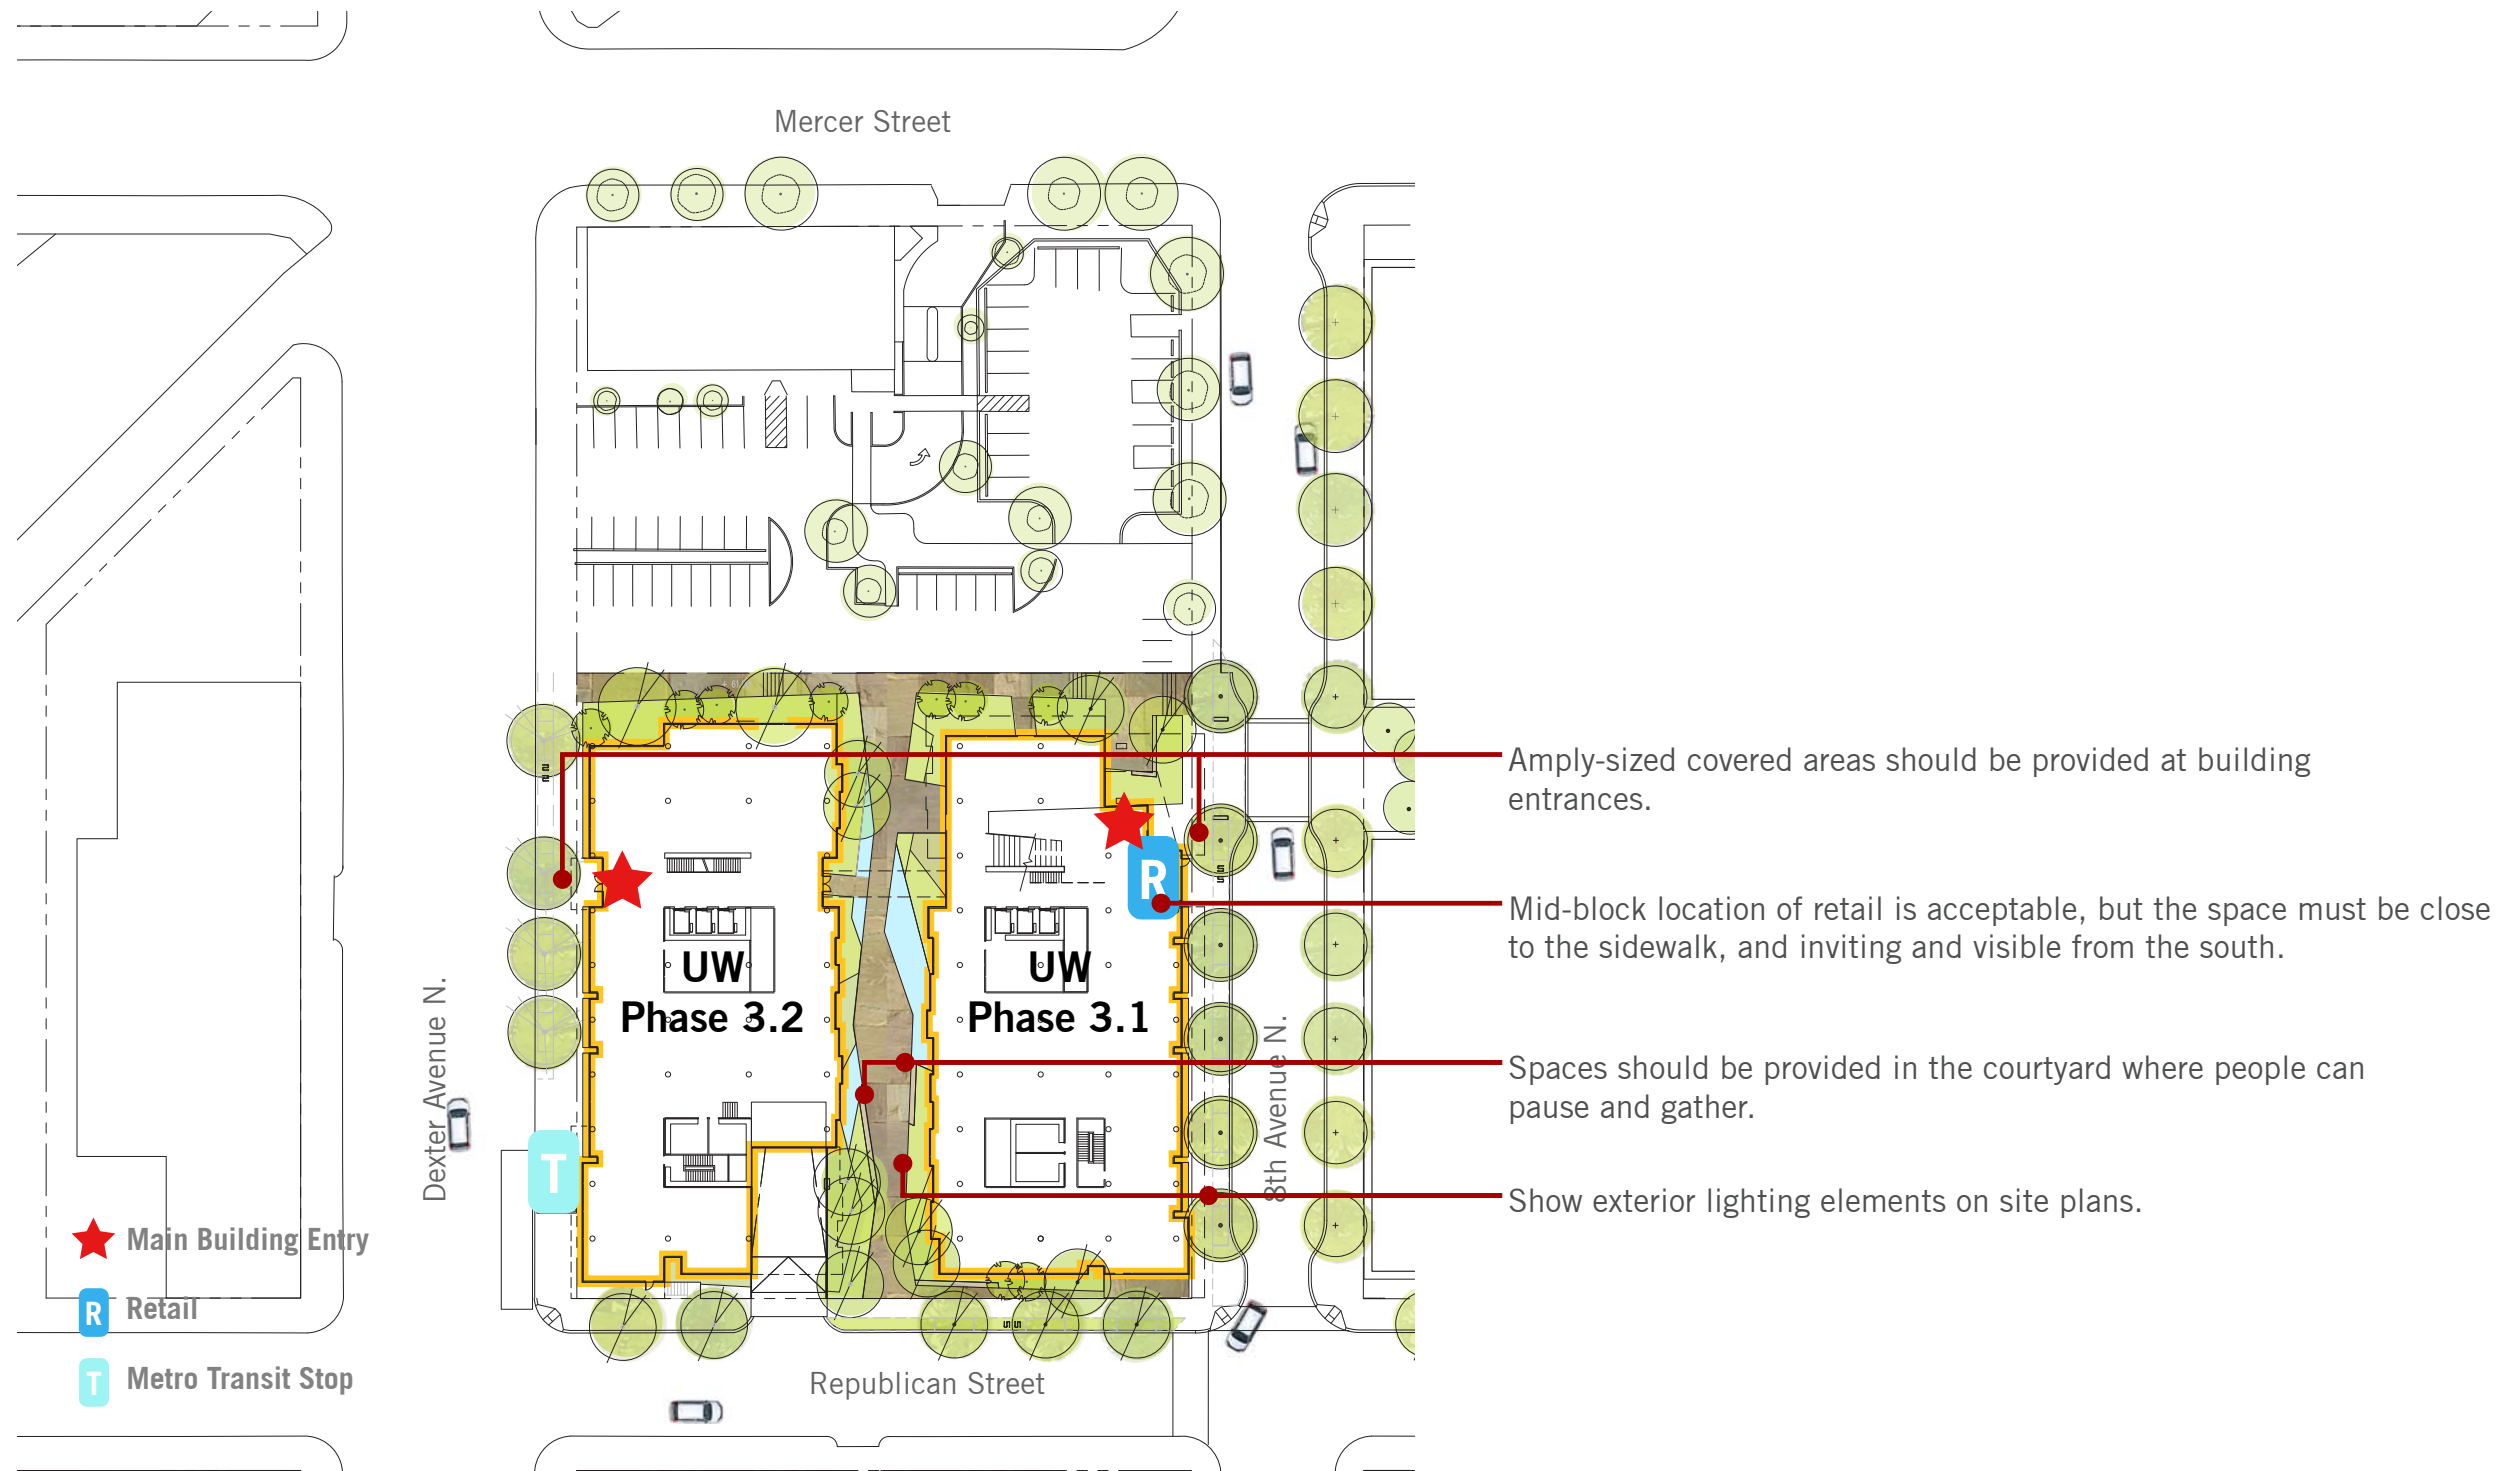 Mercer Street
Amply-sized covered areas should be provided at building
entrances.
R
Mid-block location of retail is acceptable, but the space must be close
to the sidewalk, and inviting and visible from the south.
UW
Phase 3.2
UW
Phase 3.1
Dexter Avenue N.
8th Avenue N.
Spaces should be provided in the courtyard where people can
pause and gather.
T
Show exterior lighting elements on site plans.
Main Building Entry
R
Retail
T
Metro Transit Stop
Republican Street